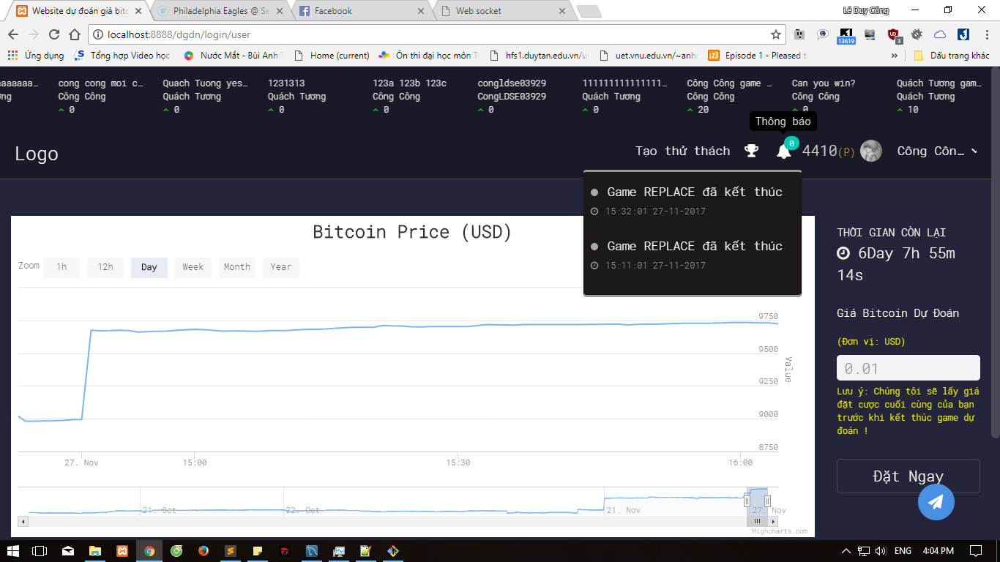 Website dự đoán giá bitc
Philadelphia Eagles @ Se
Facebook
Web socket
Lê Duy Công
localhost:8888/dgdn/login/user
13619
3
Ứng dụng
Tổng hợp Video học
Nước Mắt - Bùi Anh T
Home (current)
Ôn thi đại học môn T
hfs1.duytan.edu.vn/u
uet.vnu.edu.vn/~anh
Episode 1 - Pleased t
»
Dấu trang khác
aaaaaaa…
cong cong moi c…
Quach Tuong yes…
1231313
123a 123b 123c
congldse03929
111111111111111…
Công Công game …
Can you win?
Quách Tương gam…
ng
Công Công
Quách Tương
Quách Tương
Công Công
CongLDSE03929
Quách Tương
Công Công
Công Công
Quách Tương
0
0
0
0
0
0
20
0
10
Thông báo
Logo
Tạo thử thách
0
4410(P)
Công Côn…
Game REPLACE đã kết thúc
15:32:01 27-11-2017
Game REPLACE đã kết thúc
15:11:01 27-11-2017
Bitcoin Price (USD)
Zoom
1h
12h
Day
Week
Month
Year
9750
9500
9250
9000
8750
Value
27. Nov
15:00
15:30
16:00
21. Oct
22. Oct
21. Nov
27. Nov
Highcharts.com
THỜI GIAN CÒN LẠI
6Day 7h 55m
14s
Giá Bitcoin Dự Đoán
(Đơn vị: USD)
0.01
Lưu ý: Chúng tôi sẽ lấy giá
đặt cược cuối cùng của bạn
trước khi kết thúc game dự
đoán !
Đặt Ngay
ENG
4:04 PM